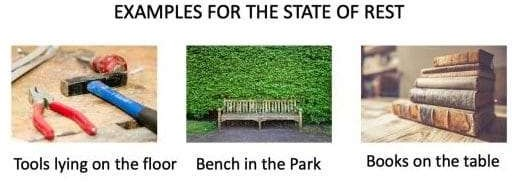 EXAMPLES FOR THE STATE OF REST
Tools lying on the floor
Bench in the Park
Books on the table